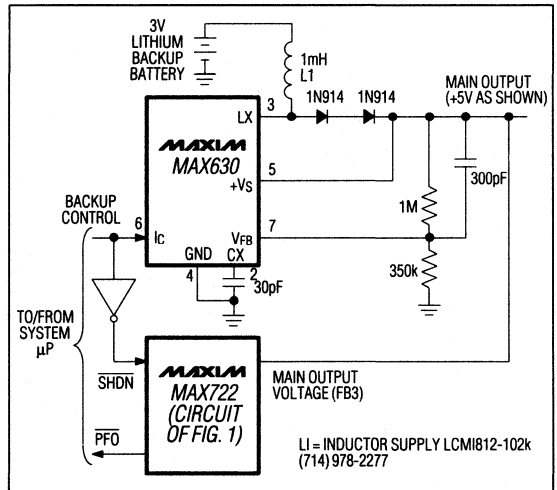 3V
LITHIUM
BACKUP
BATTERY
1mH
L1
MAIN OUTPUT
(+5V AS SHOWN)
3
1N914
1N914
LX
MAXIM
MAX630
5
+VS
300pF
1M
BACKUP
CONTROL
6
IC
7
VFB
GND
CX
4
2
30pF
350k
TO/FROM
SYSTEM
µP
SHDN
MAXIM
MAX722
(CIRCUIT
OF FIG. 1)
MAIN OUTPUT
VOLTAGE (FB3)
PFO
LI = INDUCTOR SUPPLY LCMI812-102k
(714) 978-2277